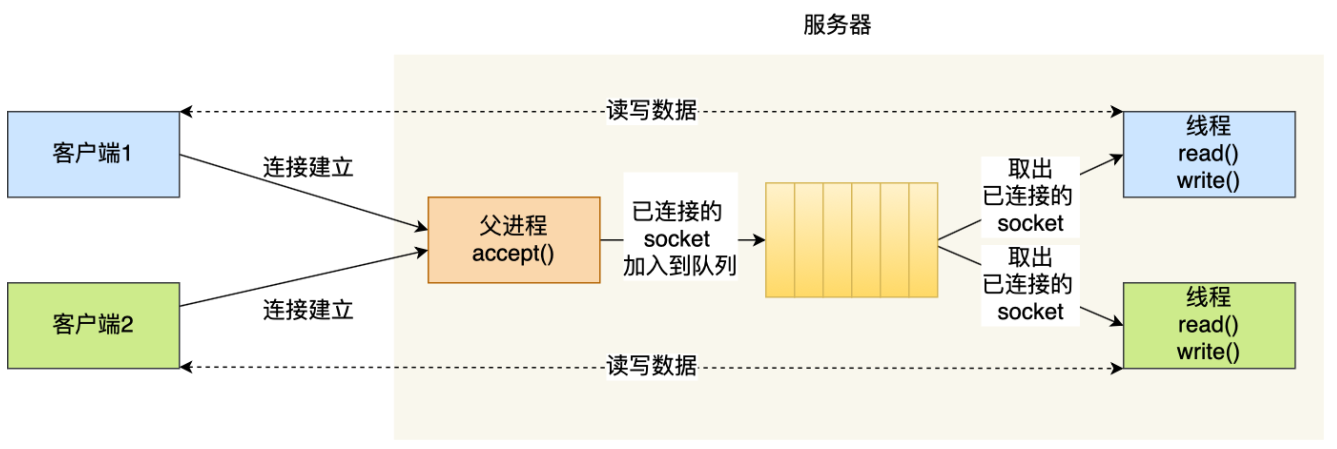 服务器
读写数据
客户端1
连接建立
父进程
accept()
已连接的
socket
加入到队列
取出
已连接的
socket
线程
read()
write()
客户端2
连接建立
取出
已连接的
socket
线程
read()
write()
读写数据